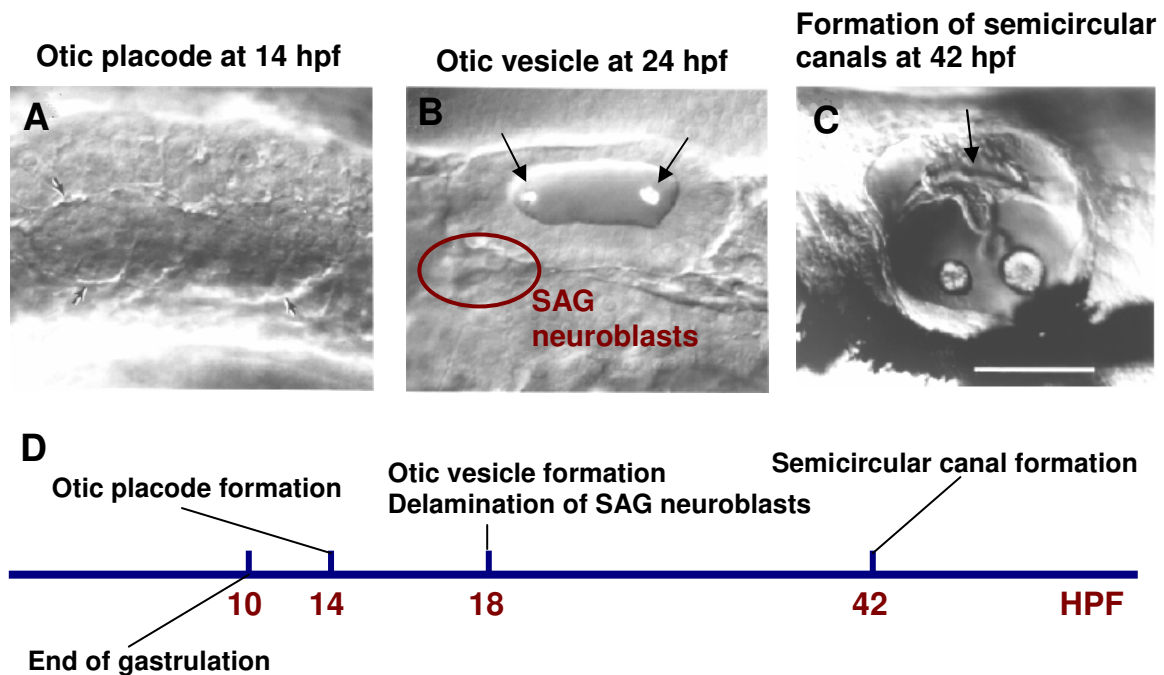 Otic placode at 14 hpf
Otic vesicle at 24 hpf
Formation of semicircular
canals at 42 hpf
A
B
C
SAG
neuroblasts
D
Otic placode formation
Otic vesicle formation
Delamination of SAG neuroblasts
Semicircular canal formation
10
14
18
42
HPF
End of gastrulation